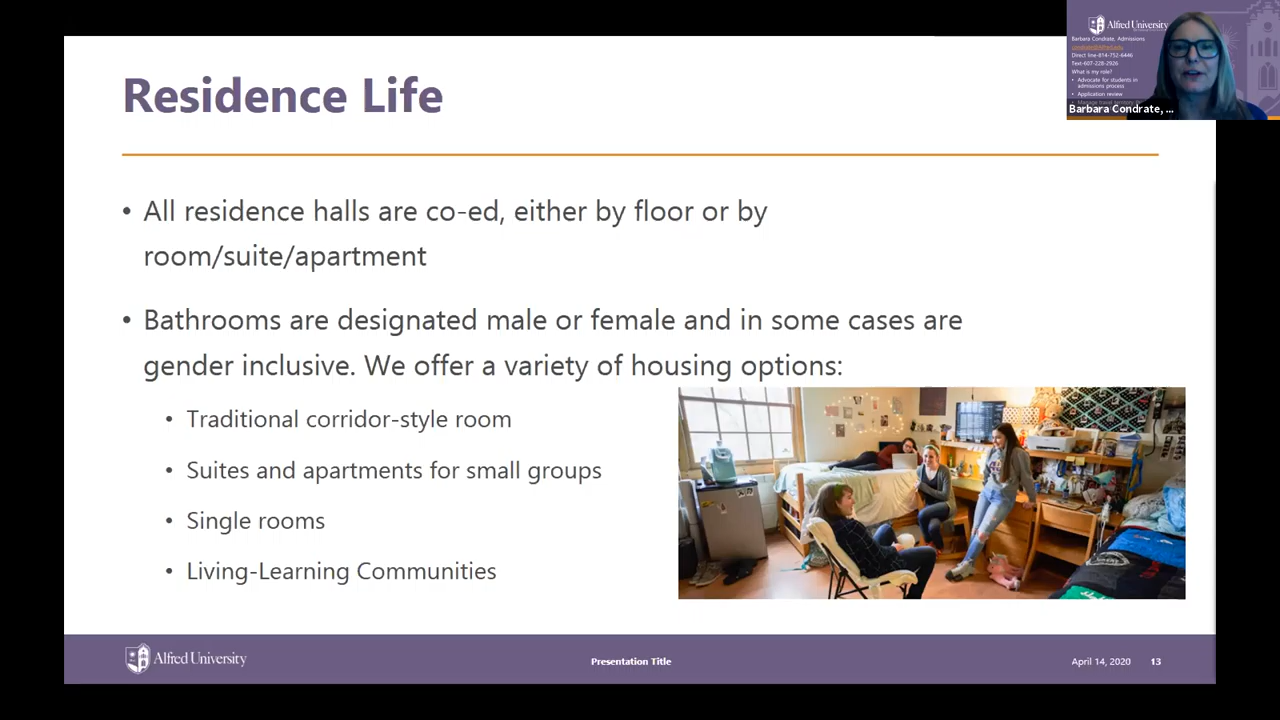 Residence Life
• All residence halls are co-ed, either by floor or by
room/suite/apartment
• Bathrooms are designated male or female and in some cases are
gender inclusive. We offer a variety of housing options:
• Traditional corridor-style room
• Suites and apartments for small groups
• Single rooms
• Living-Learning Communities
Alfred University
Presentation Title
April 14, 2020
13
Alfred University
Barbara Condrate, Admissions
Direct line-814-752-6446
Text-607-228-2926
What is my role?
• Advocate for students in
admissions process
• Application review
Barbara Condrate, ...